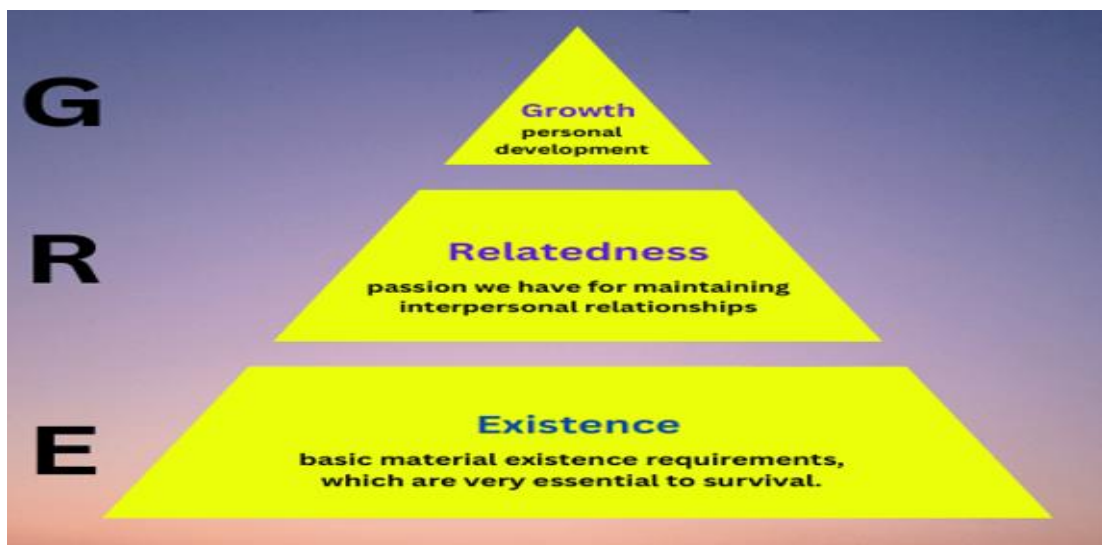 G
Growth
personal
development
R
Relatedness
passion we have for maintaining
interpersonal relationships
E
Existence
basic material existence requirements,
which are very essential to survival.